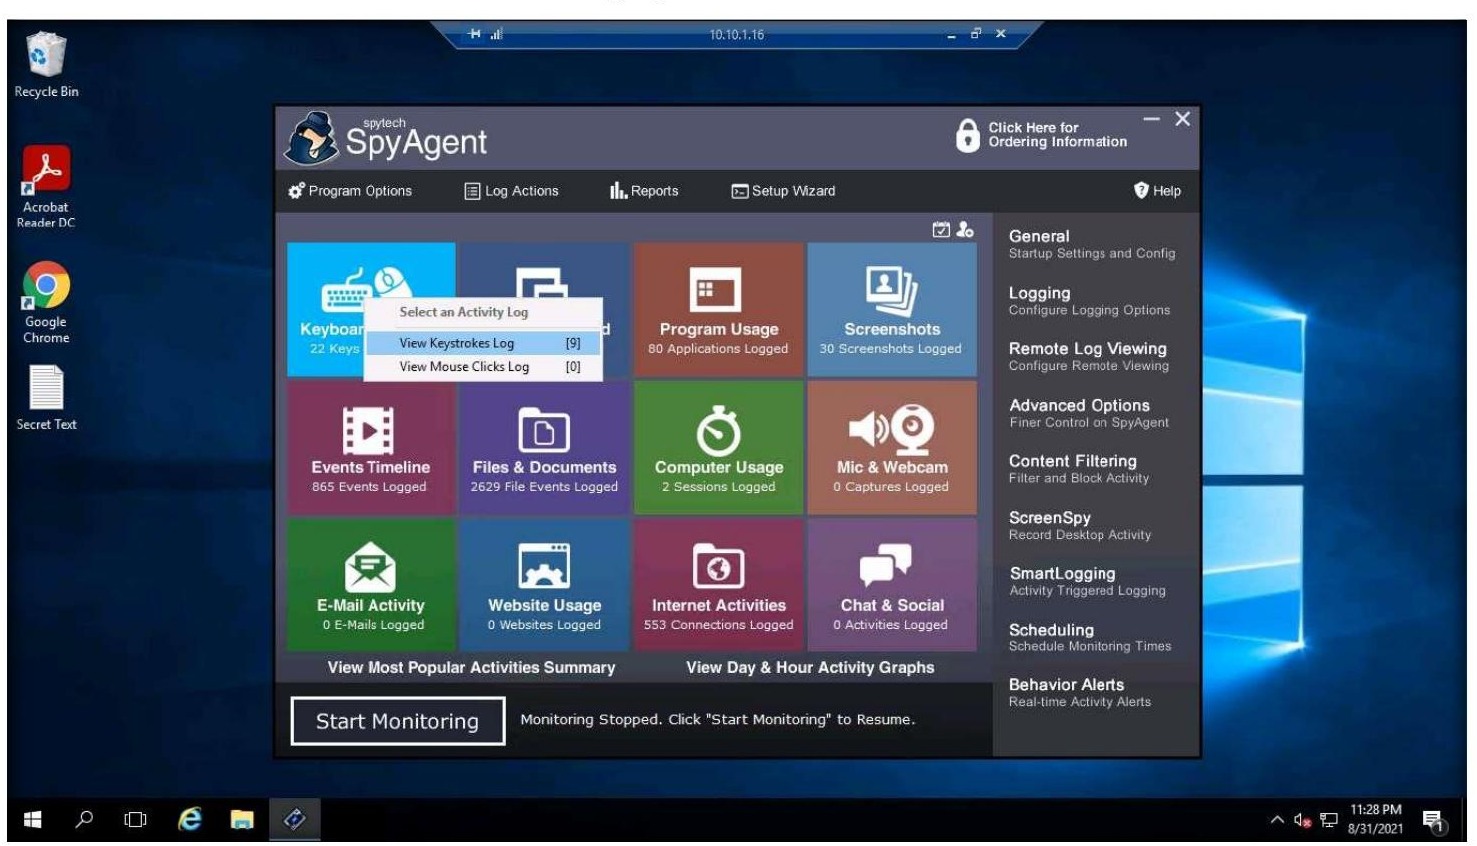 10.10.1.16
Recycle Bin
Acrobat
Reader DC
Google
Chrome
Secret Text
spytech
SpyAgent
Click Here for
Ordering Information
Program Options
Log Actions
Reports
Setup Wizard
Help
Select an Activity Log
View Keystrokes Log [9]
View Mouse Clicks Log [0]
22 Keys
Program Usage
80 Applications Logged
Screenshots
30 Screenshots Logged
Events Timeline
865 Events Logged
Files & Documents
2629 File Events Logged
Computer Usage
2 Sessions Logged
Mic & Webcam
0 Captures Logged
E-Mail Activity
0 E-Mails Logged
Website Usage
0 Websites Logged
Internet Activities
553 Connections Logged
Chat & Social
0 Activities Logged
View Most Popular Activities Summary
View Day & Hour Activity Graphs
Start Monitoring
Monitoring Stopped. Click "Start Monitoring" to Resume.
General
Startup Settings and Config
Logging
Configure Logging Options
Remote Log Viewing
Configure Remote Viewing
Advanced Options
Finer Control on SpyAgent
Content Filtering
Filter and Block Activity
ScreenSpy
Record Desktop Activity
SmartLogging
Activity Triggered Logging
Scheduling
Schedule Monitoring Times
Behavior Alerts
Real-time Activity Alerts
11:28 PM
8/31/2021
1